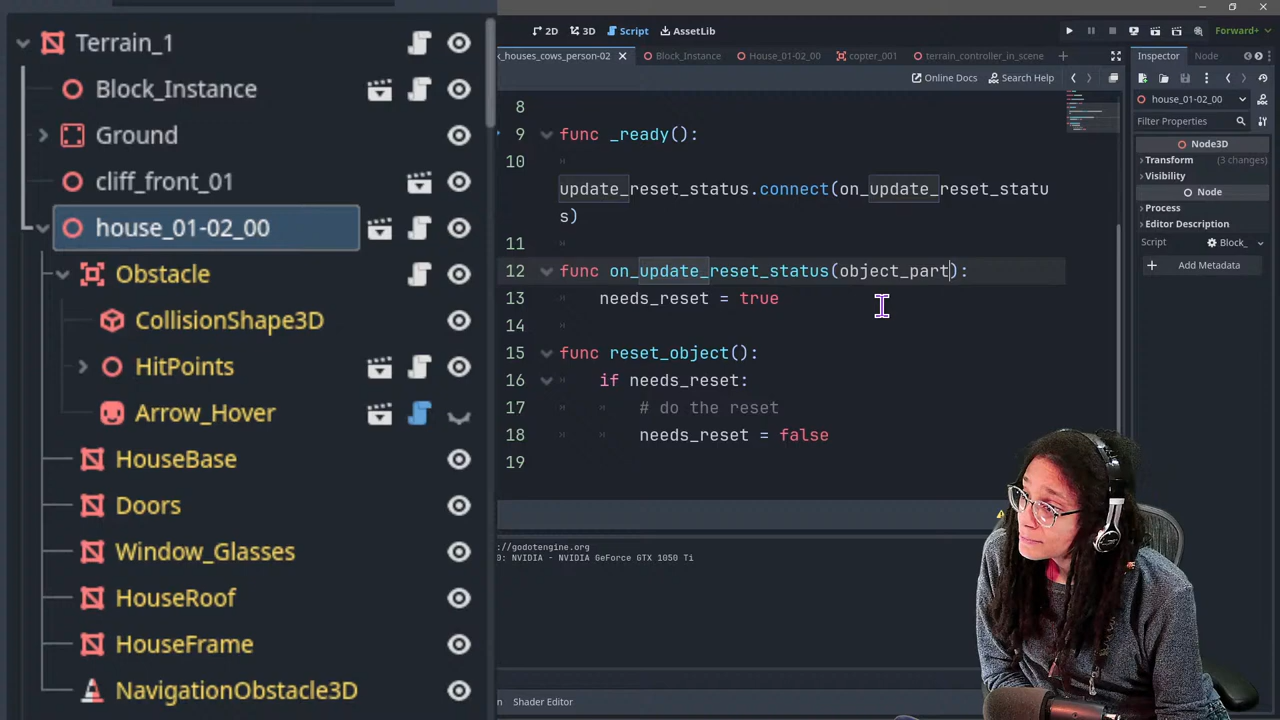 Terrain_1
Block_Instance
Ground
cliff_front_01
house_01-02_00
Obstacle
CollisionShape3D
HitPoints
Arrow_Hover
HouseBase
Doors
Window_Glasses
HouseRoof
HouseFrame
NavigationObstacle3D
2D 3D Script AssetLib
Forward+
k_houses_cows_person-02 Block_Instance House_01-02_00 copter_001 terrain_controller_in_scene
Online Docs Search Help
8
9 func _ready():
10
update_reset_status.connect(on_update_reset_statu
s)
11
12 func on_update_reset_status(object_part):
13 needs_reset = true
14
15 func reset_object():
16 if needs_reset:
17 # do the reset
18 needs_reset = false
19
://godotengine.org
0: NVIDIA - NVIDIA GeForce GTX 1050 Ti
Shader Editor
Inspector Node
house_01-02_00
Filter Properties
Node3D
Transform (3 changes)
Visibility
Node
Process
Editor Description
Script Block_
Add Metadata